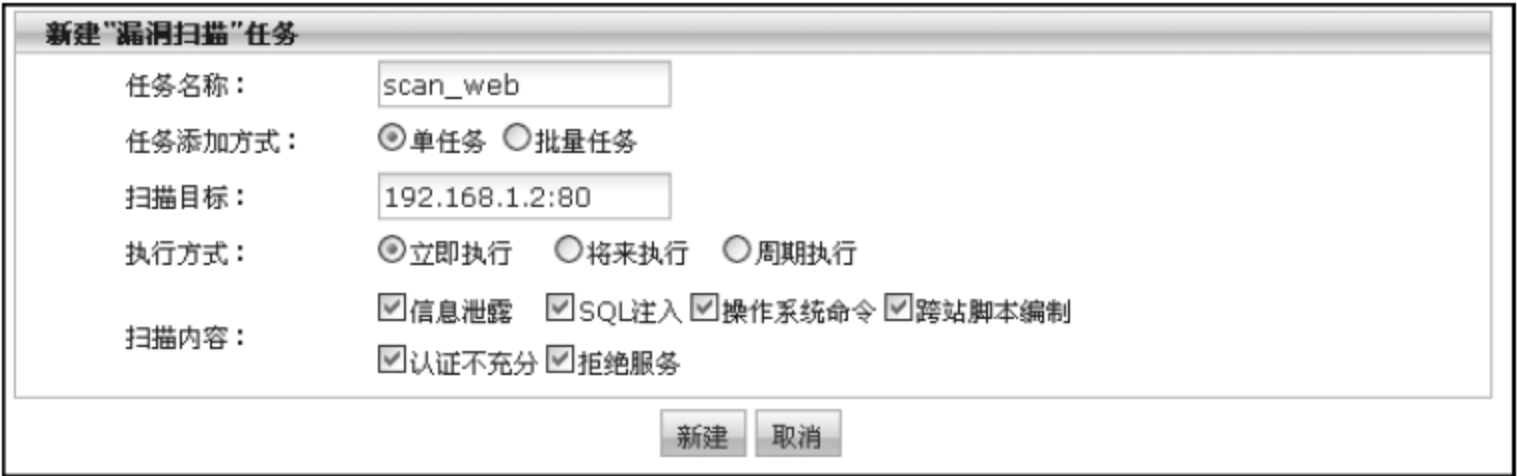 新建"漏洞扫描"任务
任务名称： scan_web
任务添加方式： 单任务 批量任务
扫描目标： 192.168.1.2:80
执行方式： 立即执行 将来执行 周期执行
信息泄露 SQL注入 操作系统命令 跨站脚本编制
扫描内容：
认证不充分 拒绝服务
新建 取消